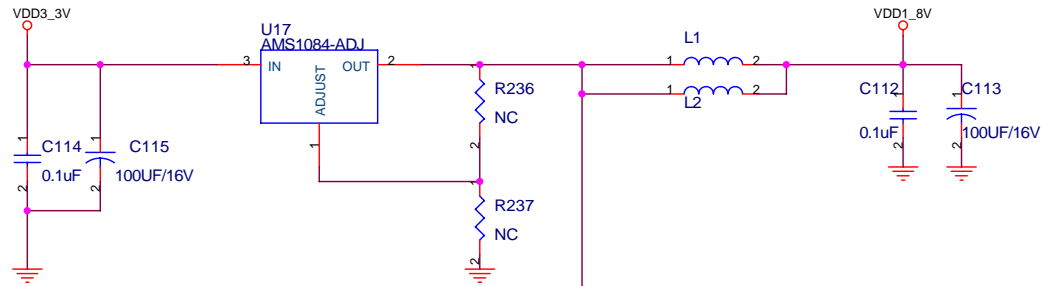 VDD3_3V
VDD1_8V
U17
AMS1084-ADJ
3
IN
OUT
2
ADJUST
1
L1
1
2
1
2
L2
1
R236
NC
2
1
R237
NC
2
1
C114
0.1uF
2
1
C115
100UF/16V
2
1
C112
0.1uF
2
1
C113
100UF/16V
2